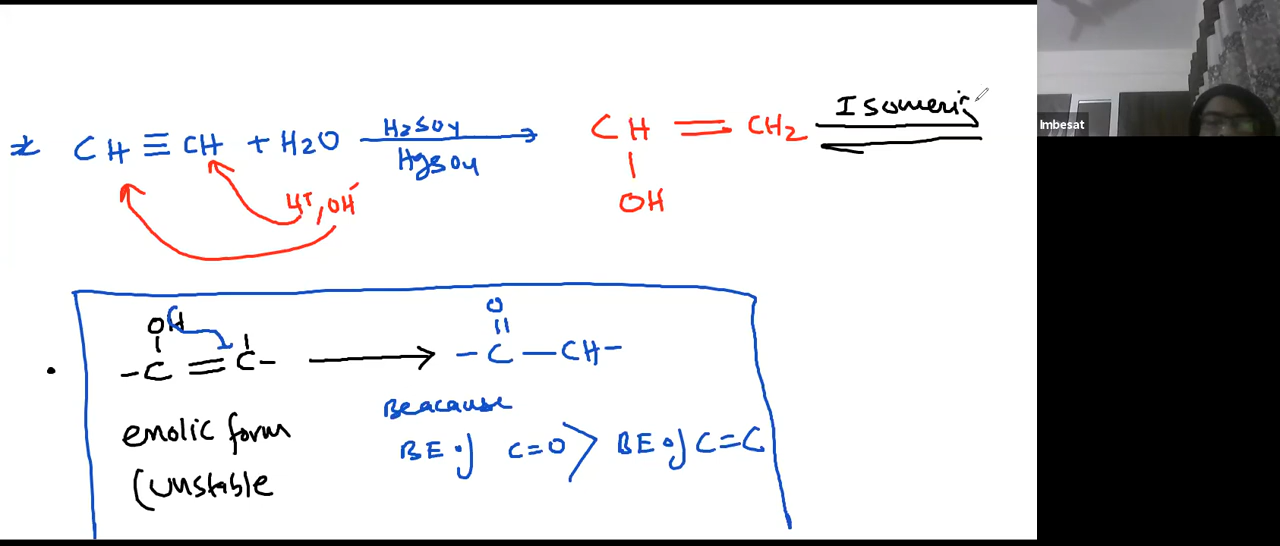 CH ≡ CH + H2O H2SO4 HgSO4 CH = CH2 Isomeris
OH
H+, OH-
Imbesat
OH O
-C = C- -C - CH-
Beacause
enolic form BE of C=O > BE of C=C
(unstable